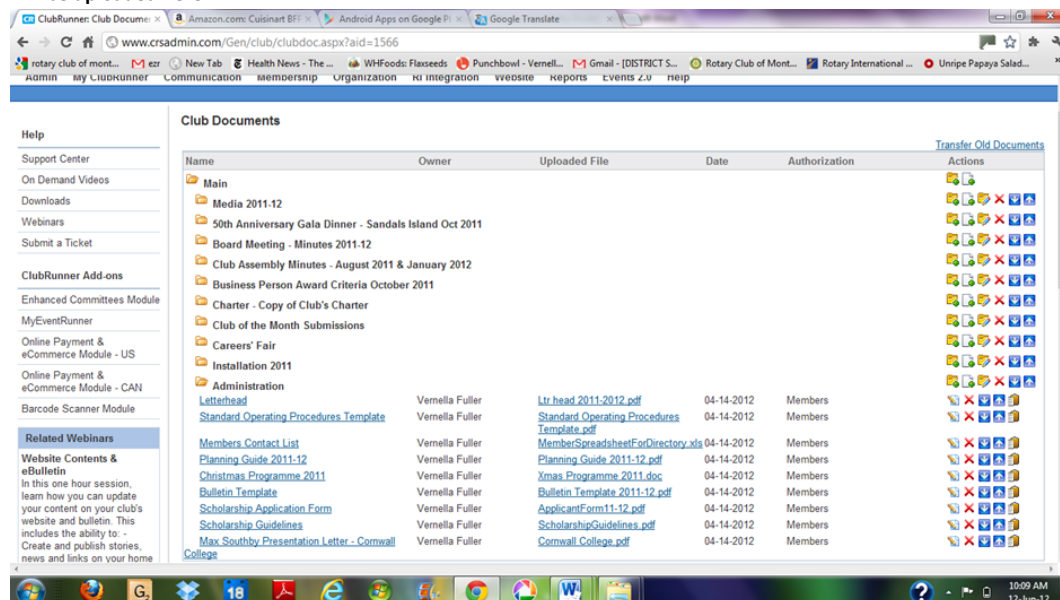 ClubRunner: Club Documen
Amazon.com: Cuisinart BFP
Android Apps on Google Pl
Google Translate
www.crsadmin.com/Gen/club/clubdoc.aspx?aid=1566
rotary club of mont...
ezr
New Tab
Health News - The ...
WHFoods: Flaxseeds
Punchbowl - Vernell...
Gmail - [DISTRICT S...
Rotary Club of Mont...
Rotary International ...
Unripe Papaya Salad...
Admin My ClubRunner Communication Membership Organization RI Integration Website Reports Events 2.0 Help
Club Documents
Help
Transfer Old Documents
Support Center
On Demand Videos
Downloads
Webinars
Submit a Ticket
ClubRunner Add-ons
Enhanced Committees Module
MyEventRunner
Online Payment &
eCommerce Module - US
Online Payment &
eCommerce Module - CAN
Barcode Scanner Module
Related Webinars
Website Contents &
eBulletin
In this one hour session,
learn how you can update
your content on your club's
website and bulletin. This
includes the ability to: -
Create and publish stories,
news and links on your home
Name Owner Uploaded File Date Authorization Actions
Main
Media 2011-12
50th Anniversary Gala Dinner - Sandals Island Oct 2011
Board Meeting - Minutes 2011-12
Club Assembly Minutes - August 2011 & January 2012
Business Person Award Criteria October 2011
Charter - Copy of Club's Charter
Club of the Month Submissions
Careers' Fair
Installation 2011
Administration
Letterhead Vernella Fuller Ltr head 2011-2012.pdf 04-14-2012 Members
Standard Operating Procedures Template Vernella Fuller Standard Operating Procedures 04-14-2012 Members
Template.pdf
Members Contact List Vernella Fuller MemberSpreadsheetForDirectory.xls 04-14-2012 Members
Planning Guide 2011-12 Vernella Fuller Planning Guide 2011-12.pdf 04-14-2012 Members
Christmas Programme 2011 Vernella Fuller Xmas Programme 2011.doc 04-14-2012 Members
Bulletin Template Vernella Fuller Bulletin Template 2011-12.pdf 04-14-2012 Members
Scholarship Application Form Vernella Fuller ApplicantForm11-12.pdf 04-14-2012 Members
Scholarship Guidelines Vernella Fuller ScholarshipGuidelines.pdf 04-14-2012 Members
Max Southby Presentation Letter - Cornwall Vernella Fuller Cornwall College.pdf 04-14-2012 Members
College
18
10:09 AM
12-Jun-12